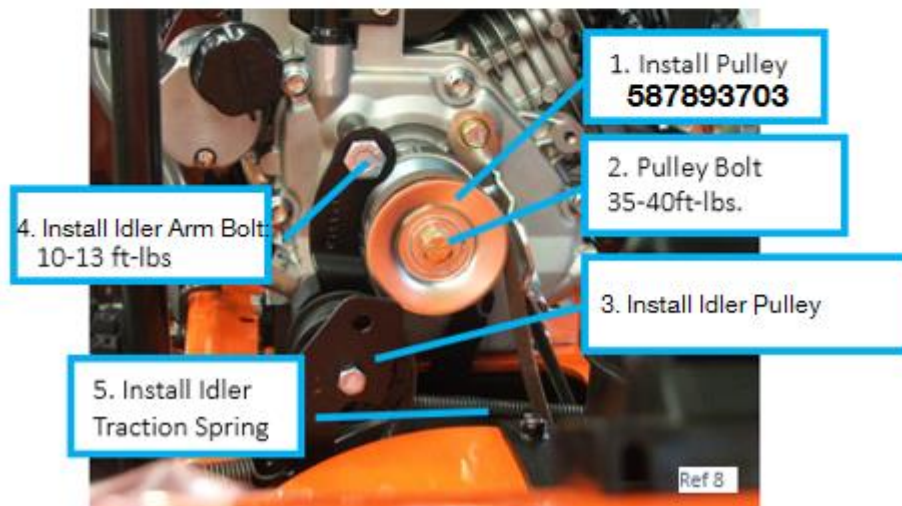 1. Install Pulley
587893703
2. Pulley Bolt
35-40ft-lbs.
4. Install Idler Arm Bolt:
10-13 ft-lbs
3. Install Idler Pulley
5. Install Idler
Traction Spring
Ref 8